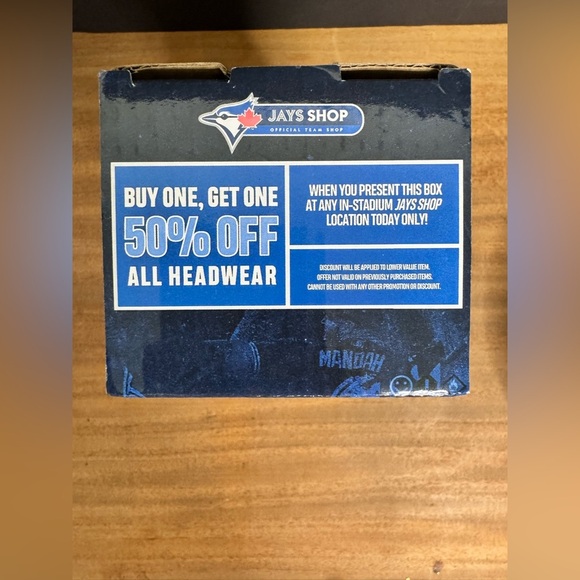 JAYS SHOP
OFFICIAL TEAM SHOP
BUY ONE, GET ONE
50% OFF
ALL HEADWEAR
WHEN YOU PRESENT THIS BOX
AT ANY IN-STADIUM JAYS SHOP
LOCATION TODAY ONLY!
DISCOUNT WILL BE APPLIED TO LOWER VALUE ITEM.
OFFER NOT VALID ON PREVIOUSLY PURCHASED ITEMS.
CANNOT BE USED WITH ANY OTHER PROMOTION OR DISCOUNT.
MANOAH